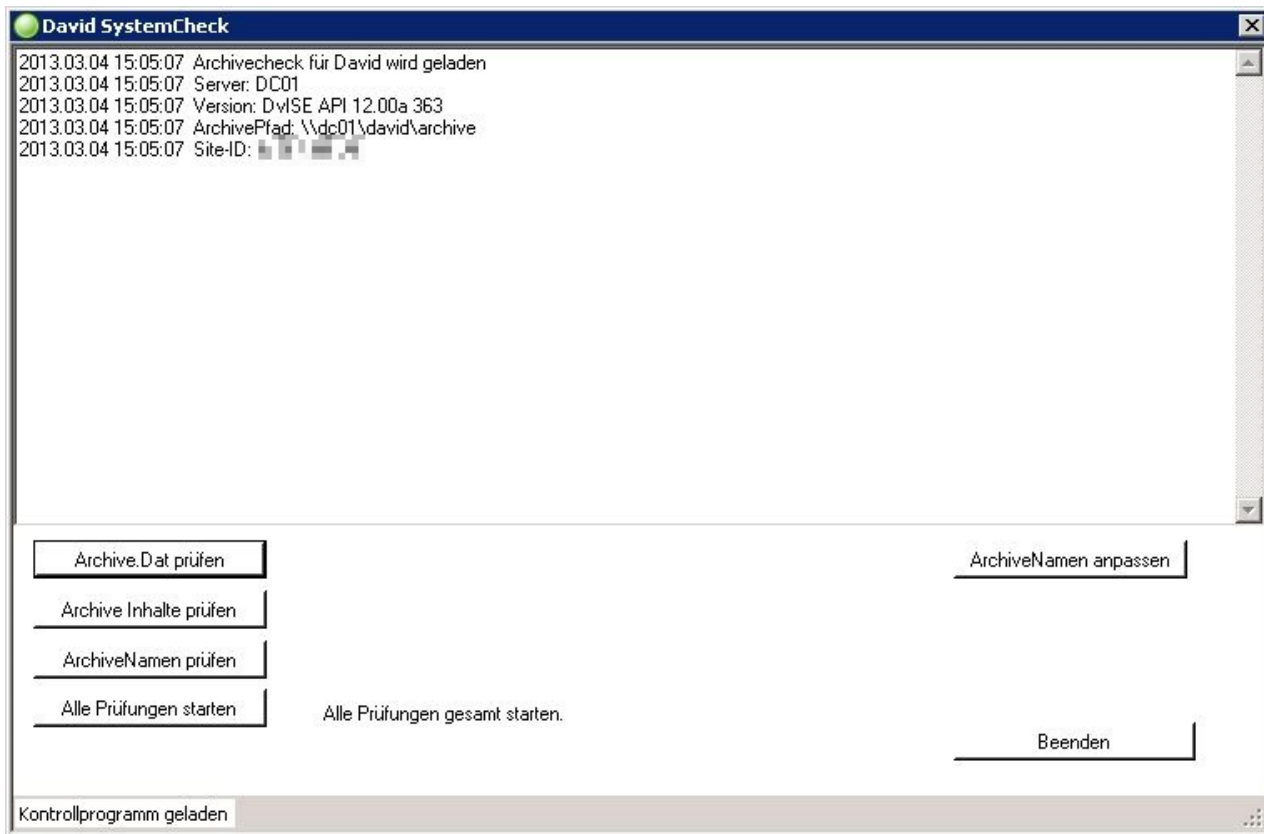 David SystemCheck
2013.03.04 15:05:07 Archivecheck für David wird geladen
2013.03.04 15:05:07 Server: DC01
2013.03.04 15:05:07 Version: DvISE API 12.00a 363
2013.03.04 15:05:07 ArchivePfad: \\dc01\david\archive
2013.03.04 15:05:07 Site-ID:
Archive.Dat prüfen
ArchiveNamen anpassen
Archive Inhalte prüfen
ArchiveNamen prüfen
Alle Prüfungen starten
Alle Prüfungen gesamt starten.
Beenden
Kontrollprogramm geladen